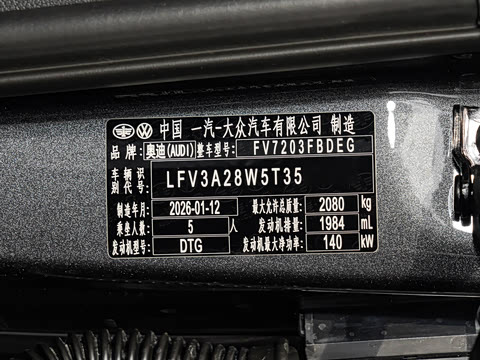 中国 一汽-大众汽车有限公司 制造
品牌: 奥迪(AUDI) 整车型号: FV7203FBDEG
车辆识别代号: LFV3A28W5T35
制造年月: 2026-01-12 最大允许总质量: 2080 kg
乘坐人数: 5 人 发动机排量: 1984 mL
发动机型号: DTG 发动机最大净功率: 140 kW